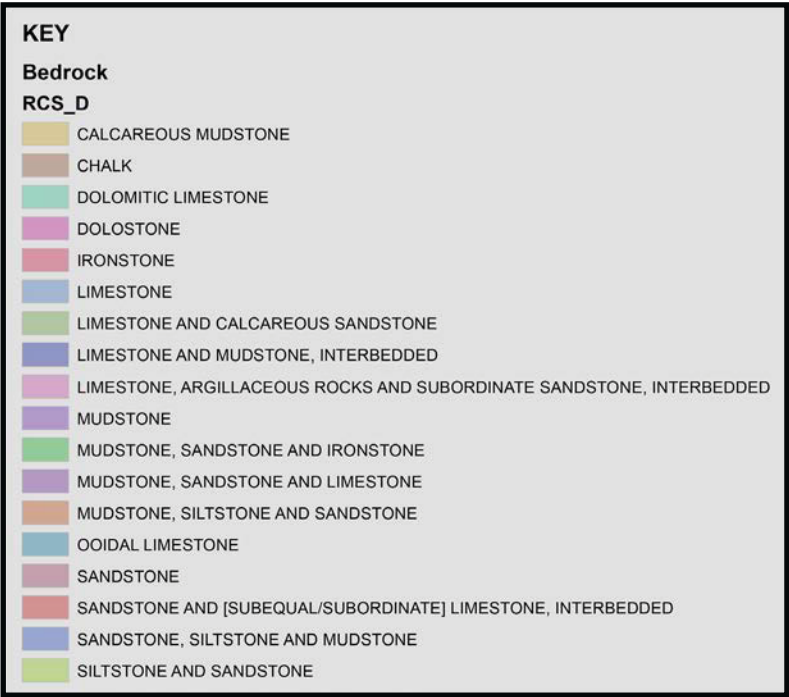 KEY
Bedrock
RCS_D
CALCAREOUS MUDSTONE
CHALK
DOLOMITIC LIMESTONE
DOLOSTONE
IRONSTONE
LIMESTONE
LIMESTONE AND CALCAREOUS SANDSTONE
LIMESTONE AND MUDSTONE, INTERBEDDED
LIMESTONE, ARGILLACEOUS ROCKS AND SUBORDINATE SANDSTONE, INTERBEDDED
MUDSTONE
MUDSTONE, SANDSTONE AND IRONSTONE
MUDSTONE, SANDSTONE AND LIMESTONE
MUDSTONE, SILTSTONE AND SANDSTONE
OOIDAL LIMESTONE
SANDSTONE
SANDSTONE AND [SUBEQUAL/SUBORDINATE] LIMESTONE, INTERBEDDED
SANDSTONE, SILTSTONE AND MUDSTONE
SILTSTONE AND SANDSTONE